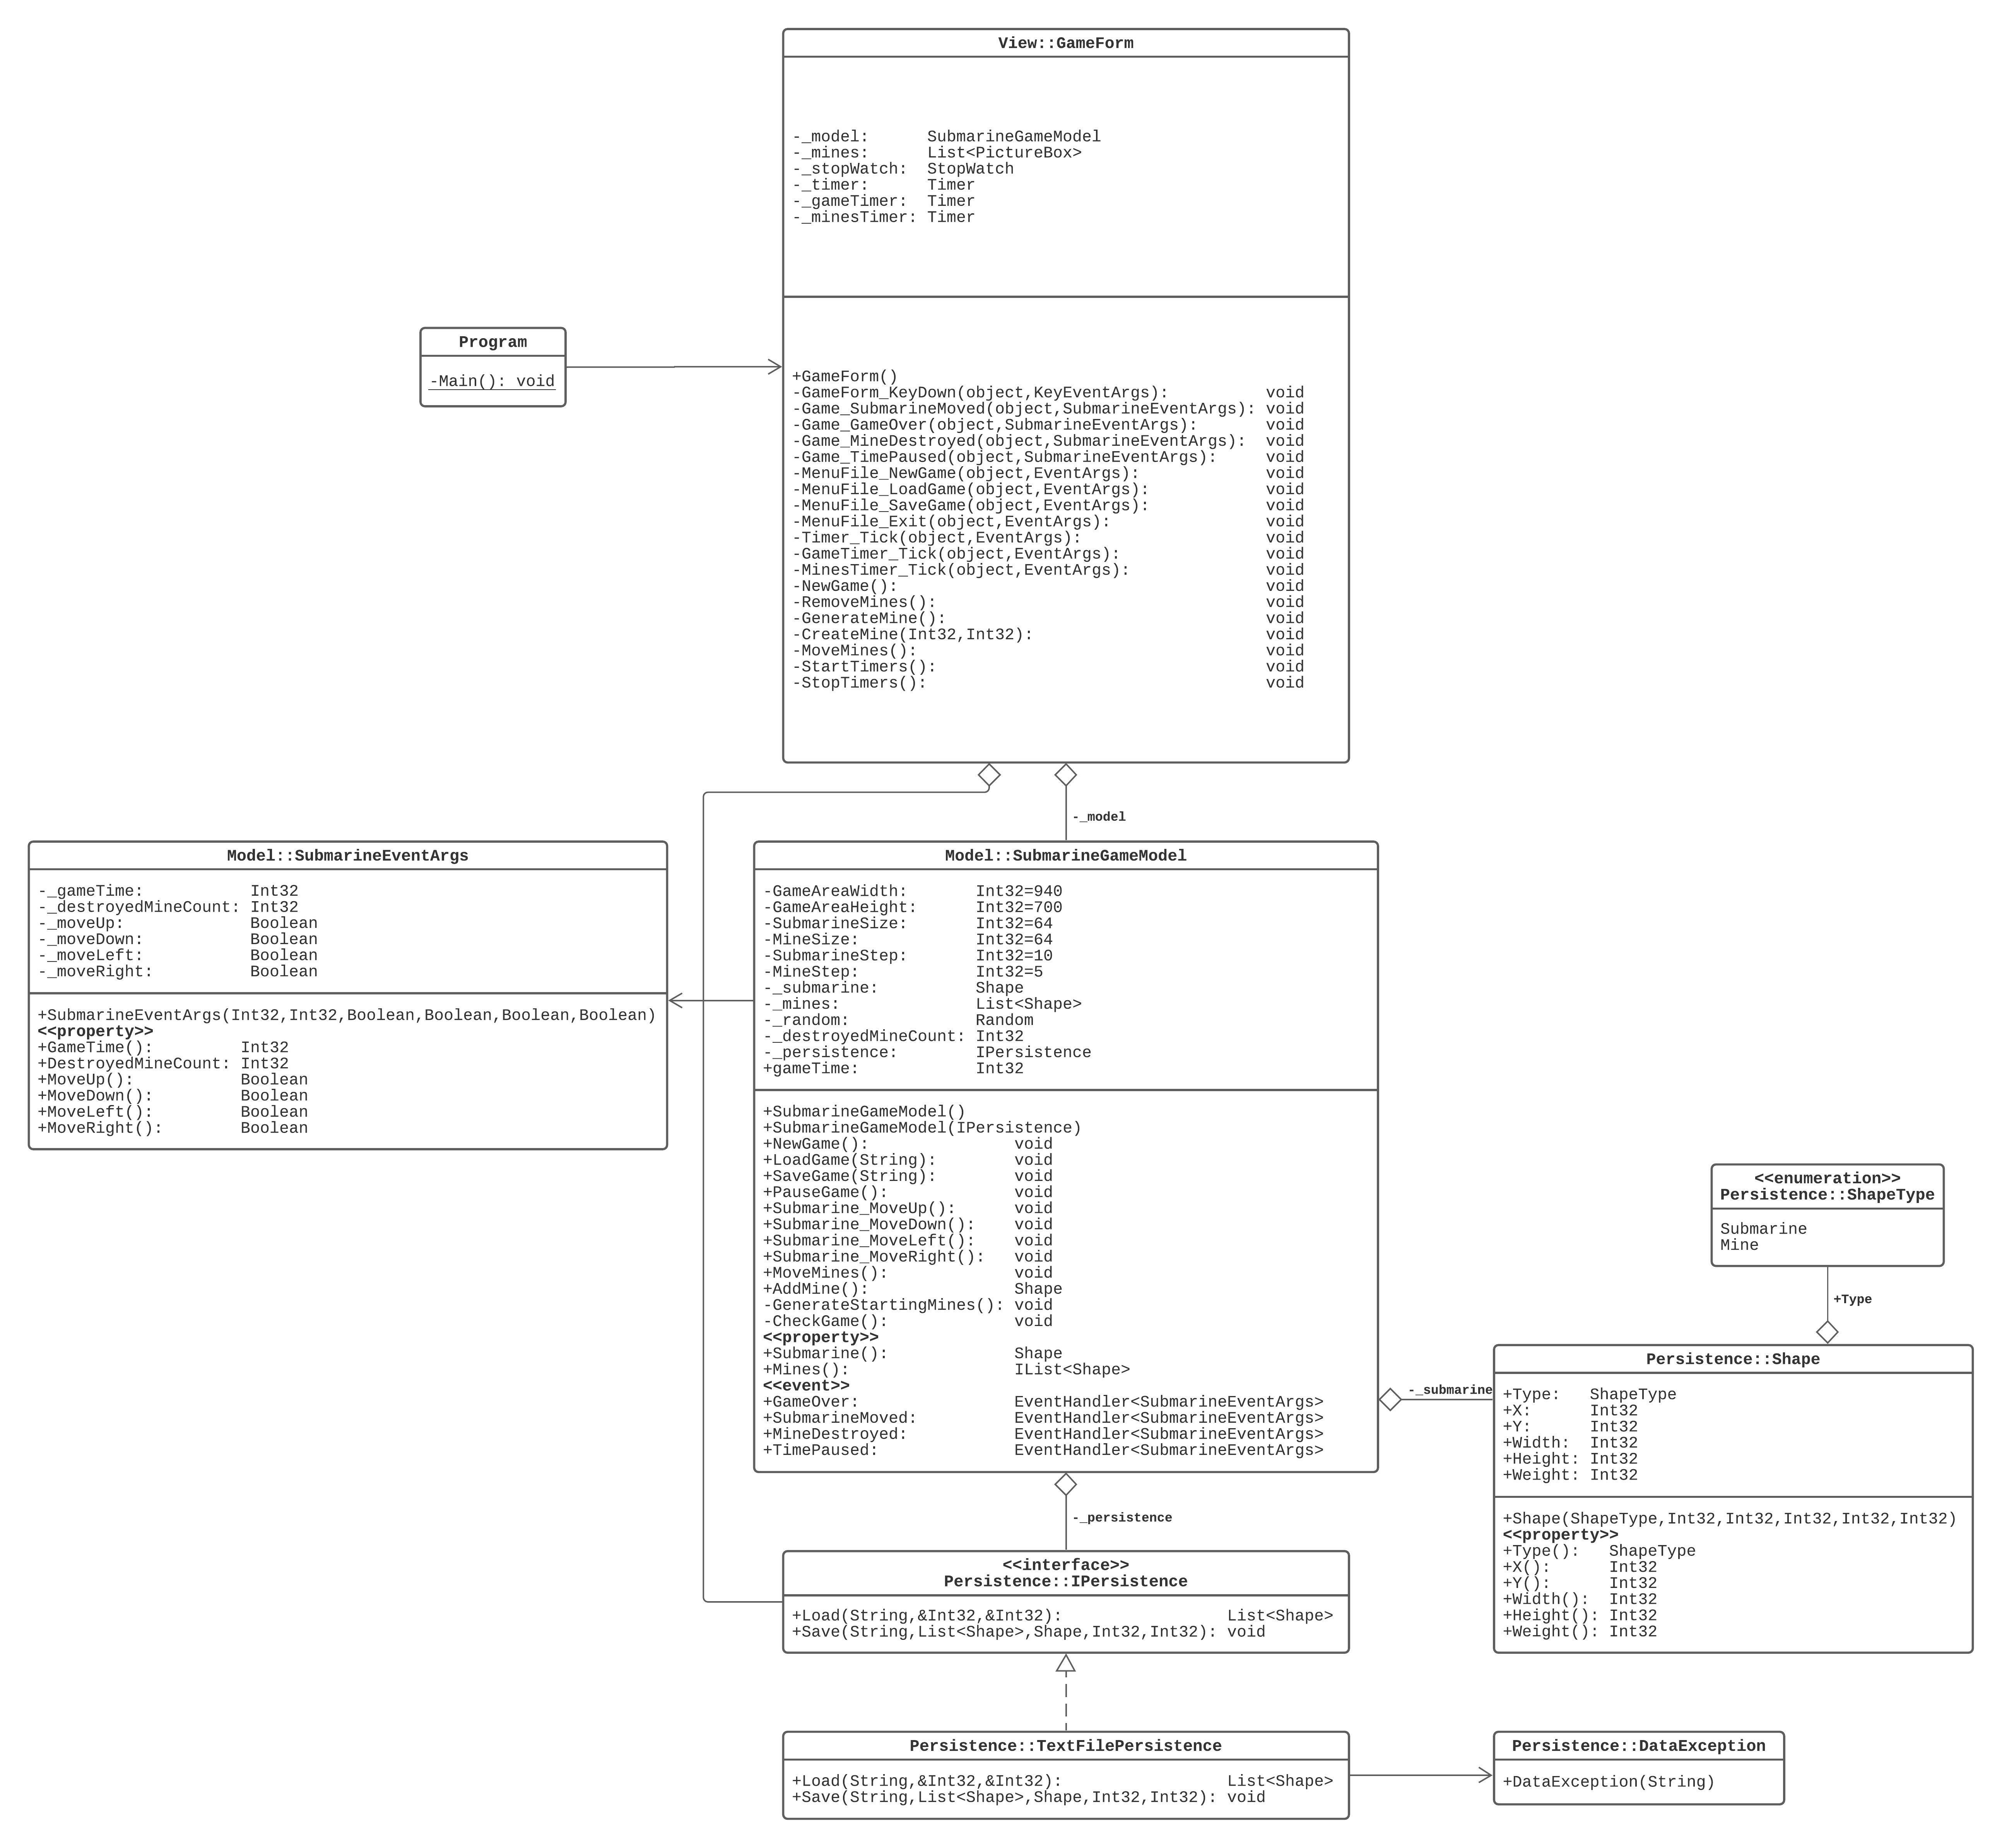 View::GameForm
-_model:      SubmarineGameModel
-_mines:      List<PictureBox>
-_stopWatch:  StopWatch
-_timer:      Timer
-_gameTimer:  Timer
-_minesTimer: Timer
+GameForm()
-GameForm_KeyDown(object,KeyEventArgs):          void
-Game_SubmarineMoved(object,SubmarineEventArgs): void
-Game_GameOver(object,SubmarineEventArgs):       void
-Game_MineDestroyed(object,SubmarineEventArgs):  void
-Game_TimePaused(object,SubmarineEventArgs):     void
-MenuFile_NewGame(object,EventArgs):             void
-MenuFile_LoadGame(object,EventArgs):            void
-MenuFile_SaveGame(object,EventArgs):            void
-MenuFile_Exit(object,EventArgs):                void
-Timer_Tick(object,EventArgs):                   void
-GameTimer_Tick(object,EventArgs):               void
-MinesTimer_Tick(object,EventArgs):              void
-NewGame():                                      void
-RemoveMines():                                  void
-GenerateMine():                                 void
-CreateMine(Int32,Int32):                        void
-MoveMines():                                    void
-StartTimers():                                  void
-StopTimers():                                   void
Program
-Main(): void
-_model
Model::SubmarineEventArgs
-_gameTime:           Int32
-_destroyedMineCount: Int32
-_moveUp:             Boolean
-_moveDown:           Boolean
-_moveLeft:           Boolean
-_moveRight:          Boolean
+SubmarineEventArgs(Int32,Int32,Boolean,Boolean,Boolean,Boolean)
<<property>>
+GameTime():         Int32
+DestroyedMineCount: Int32
+MoveUp():           Boolean
+MoveDown():         Boolean
+MoveLeft():         Boolean
+MoveRight():        Boolean
Model::SubmarineGameModel
-GameAreaWidth:       Int32=940
-GameAreaHeight:      Int32=700
-SubmarineSize:       Int32=64
-MineSize:            Int32=64
-SubmarineStep:       Int32=10
-MineStep:            Int32=5
-_submarine:          Shape
-_mines:              List<Shape>
-_random:             Random
-_destroyedMineCount: Int32
-_persistence:        IPersistence
+gameTime:            Int32
+SubmarineGameModel()
+SubmarineGameModel(IPersistence)
+NewGame():               void
+LoadGame(String):        void
+SaveGame(String):        void
+PauseGame():             void
+Submarine_MoveUp():      void
+Submarine_MoveDown():    void
+Submarine_MoveLeft():    void
+Submarine_MoveRight():   void
+MoveMines():             void
+AddMine():               Shape
-GenerateStartingMines(): void
-CheckGame():             void
<<property>>
+Submarine():             Shape
+Mines():                 IList<Shape>
<<event>>
+GameOver:                EventHandler<SubmarineEventArgs>
+SubmarineMoved:          EventHandler<SubmarineEventArgs>
+MineDestroyed:           EventHandler<SubmarineEventArgs>
+TimePaused:              EventHandler<SubmarineEventArgs>
<<enumeration>>
Persistence::ShapeType
Submarine
Mine
+Type
-_submarine
Persistence::Shape
+Type:   ShapeType
+X:      Int32
+Y:      Int32
+Width:  Int32
+Height: Int32
+Weight: Int32
+Shape(ShapeType,Int32,Int32,Int32,Int32,Int32)
<<property>>
+Type():   ShapeType
+X():      Int32
+Y():      Int32
+Width():  Int32
+Height(): Int32
+Weight(): Int32
-_persistence
<<interface>>
Persistence::IPersistence
+Load(String,&Int32,&Int32):                 List<Shape>
+Save(String,List<Shape>,Shape,Int32,Int32): void
Persistence::TextFilePersistence
+Load(String,&Int32,&Int32):                 List<Shape>
+Save(String,List<Shape>,Shape,Int32,Int32): void
Persistence::DataException
+DataException(String)